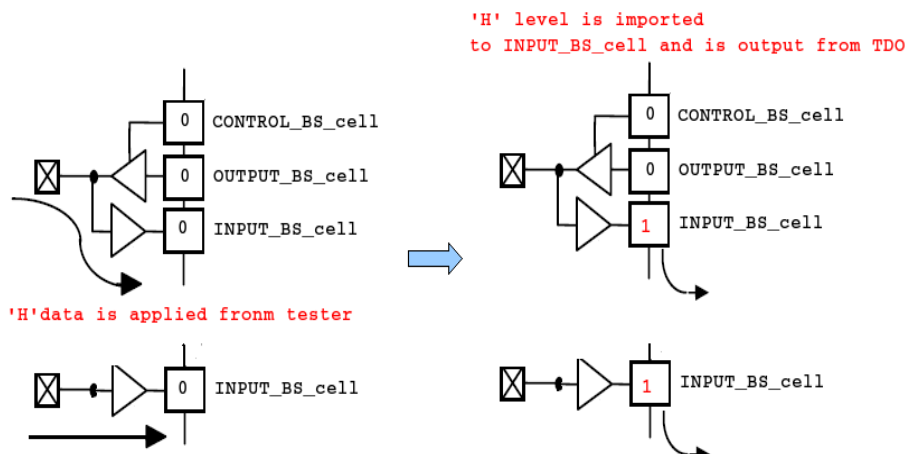 'H' level is imported
to INPUT_BS_cell and is output from TDO
0 CONTROL_BS_cell
0 OUTPUT_BS_cell
0 INPUT_BS_cell
'H'data is applied fronm tester
0 INPUT_BS_cell
0 CONTROL_BS_cell
0 OUTPUT_BS_cell
1 INPUT_BS_cell
1 INPUT_BS_cell